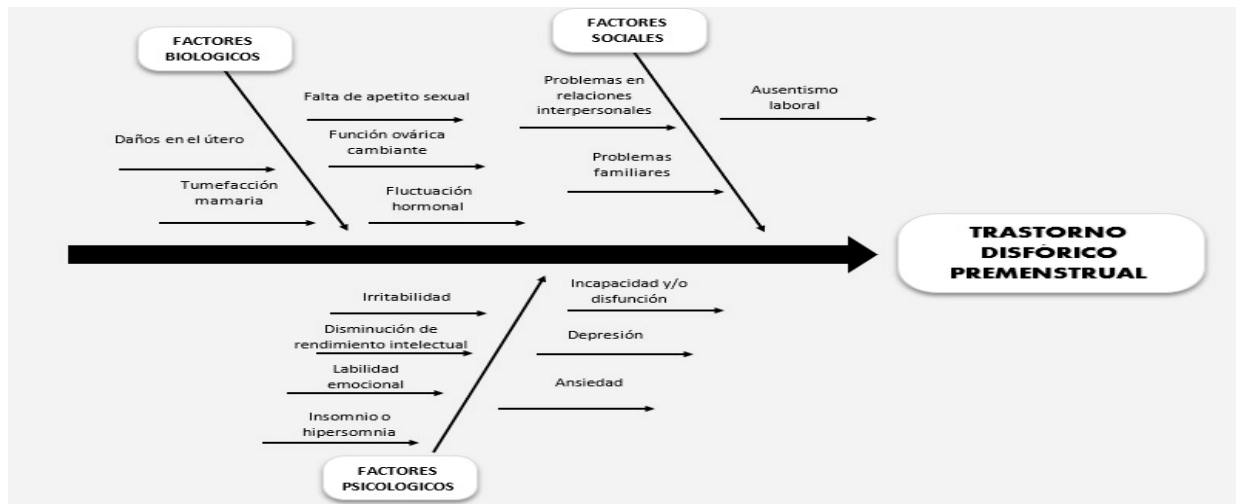 FACTORES
BIOLOGICOS
FACTORES
SOCIALES
Falta de apetito sexual
Problemas en
relaciones
interpersonales
Ausentismo
laboral
Daños en el útero
Función ovárica
cambiante
Problemas
familiares
Tumefacción
mamaria
Fluctuación
hormonal
TRASTORNO
DISFÓRICO
PREMENSTRUAL
Irritabilidad
Incapacidad y/o
disfunción
Disminución de
rendimiento intelectual
Depresión
Labilidad
emocional
Ansiedad
Insomnio o
hipersomnia
FACTORES
PSICOLOGICOS